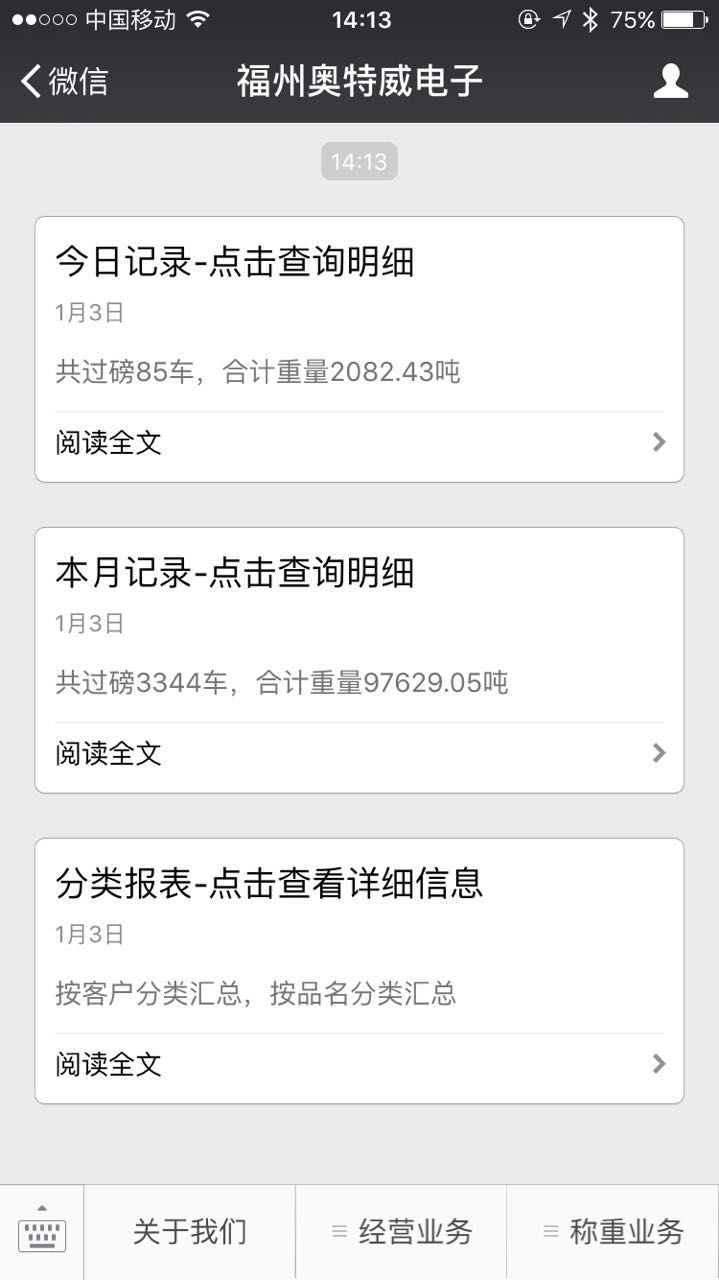 中国移动 14:13 75%
微信 福州奥特威电子
14:13
今日记录-点击查询明细
1月3日
共过磅85车，合计重量2082.43吨
阅读全文
本月记录-点击查询明细
1月3日
共过磅3344车，合计重量97629.05吨
阅读全文
分类报表-点击查看详细信息
1月3日
按客户分类汇总，按品名分类汇总
阅读全文
关于我们 经营业务 称重业务